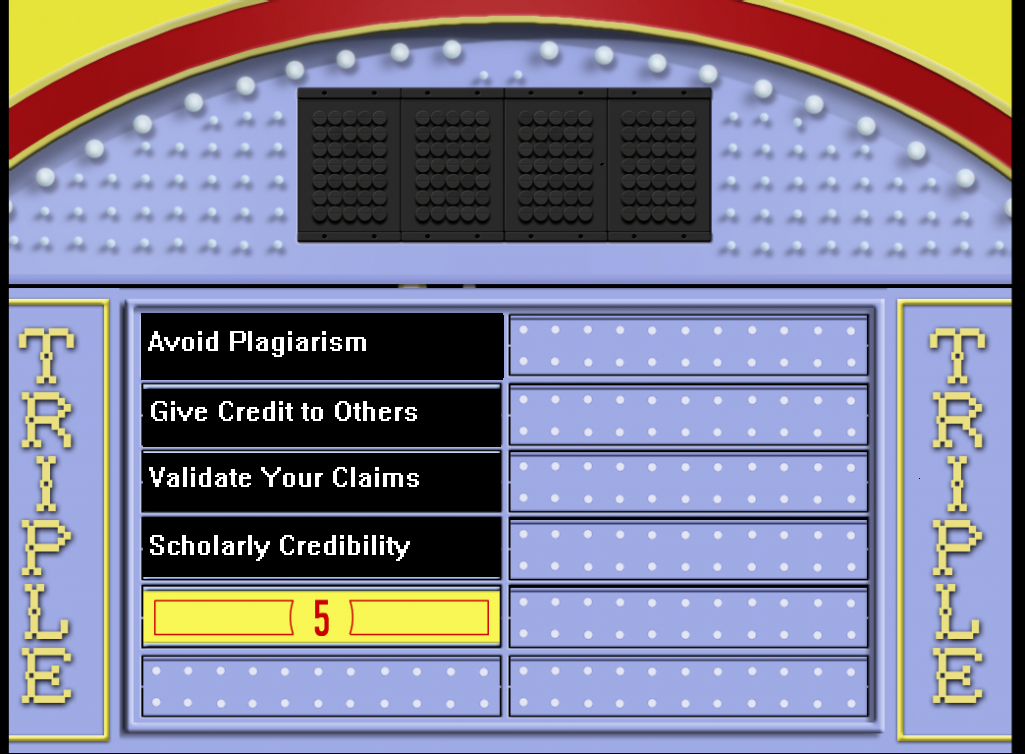 TRIPLE
Avoid Plagiarism
Give Credit to Others
Validate Your Claims
Scholarly Credibility
5
TRIPLE